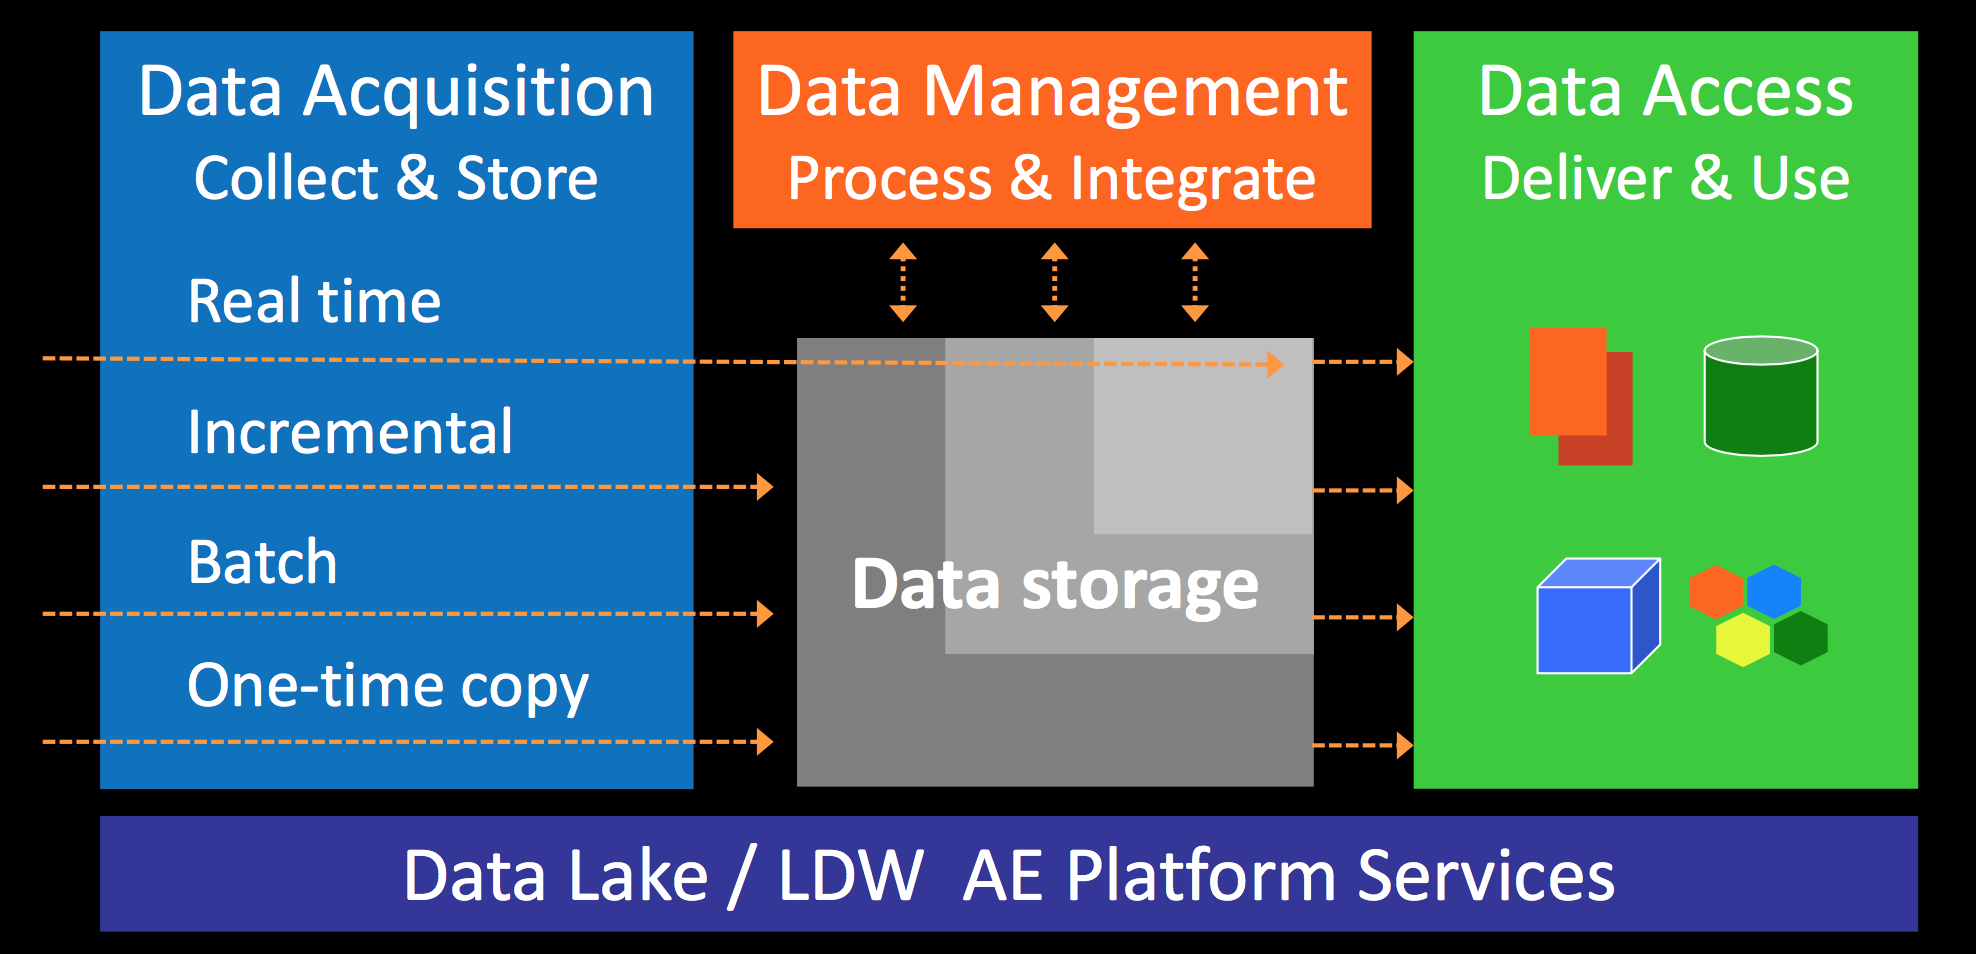 Data Acquisition
Collect & Store
Real time
Incremental
Batch
One-time copy
Data Management
Process & Integrate
Data storage
Data Access
Deliver & Use
Data Lake / LDW  AE Platform Services